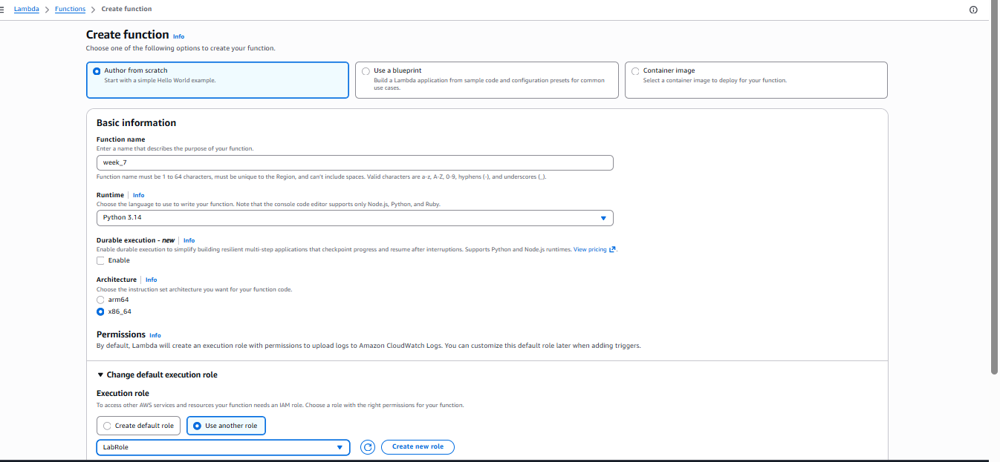 Lambda > Functions > Create function
Create function Info
Choose one of the following options to create your function.
Author from scratch
Start with a simple Hello World example.
Use a blueprint
Build a Lambda application from sample code and configuration presets for common
use cases.
Container image
Select a container image to deploy for your function.
Basic information
Function name
Enter a name that describes the purpose of your function.
week_7
Function name must be 1 to 64 characters, must be unique to the Region, and can't include spaces. Valid characters are a-z, A-Z, 0-9, hyphens (-), and underscores (_).
Runtime | Info
Choose the language to use to write your function. Note that the console code editor supports only Node.js, Python, and Ruby.
Python 3.14
Durable execution - new | Info
Enable durable execution to simplify building resilient multi-step applications that checkpoint progress and resume after interruptions. Supports Python and Node.js runtimes. View pricing.
Enable
Architecture | Info
Choose the instruction set architecture you want for your function code.
arm64
x86_64
Permissions Info
By default, Lambda will create an execution role with permissions to upload logs to Amazon CloudWatch Logs. You can customize this default role later when adding triggers.
Change default execution role
Execution role
To access other AWS services and resources your function needs an IAM role. Choose a role with the right permissions for your function.
Create default role
Use another role
LabRole
Create new role